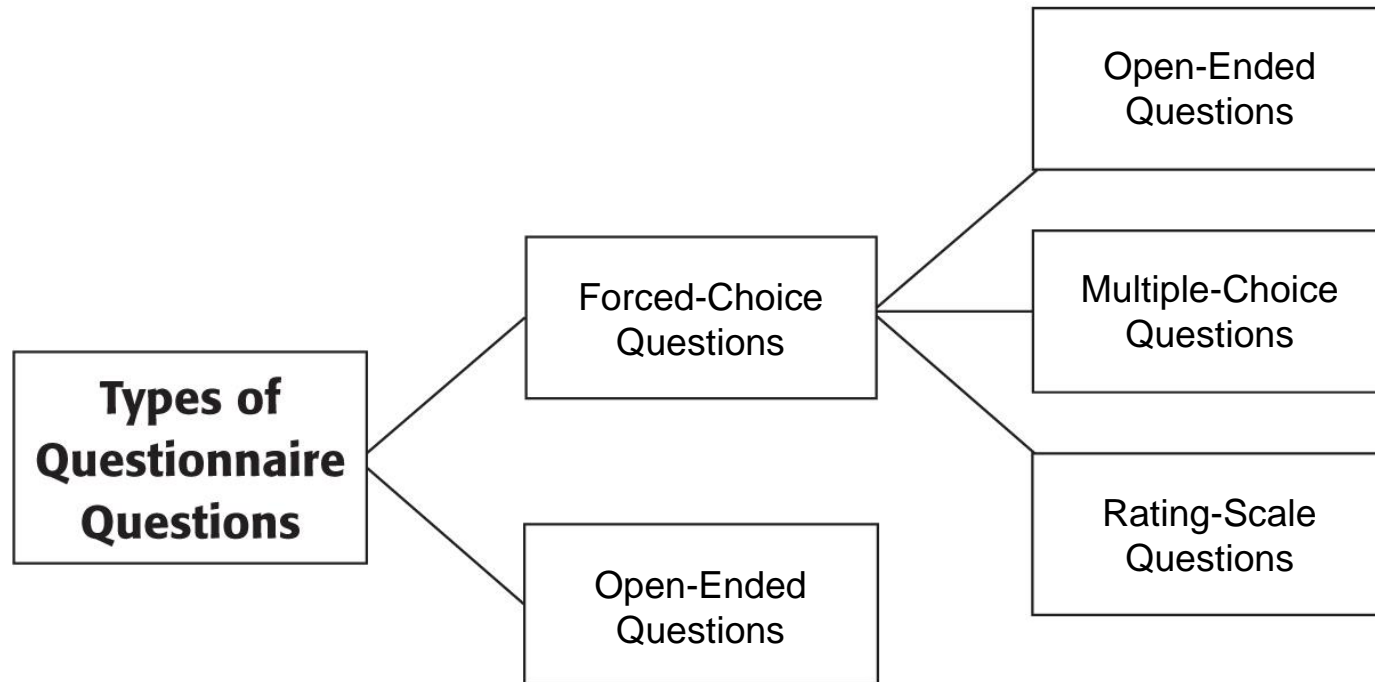 Types of
Questionnaire
Questions
Forced-Choice
Questions
Open-Ended
Questions
Open-Ended
Questions
Multiple-Choice
Questions
Rating-Scale
Questions